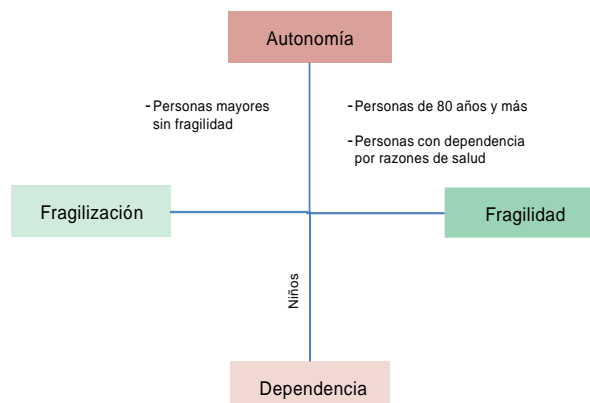 Autonomía
- Personas mayores
sin fragilidad
- Personas de 80 años y más
- Personas con dependencia
por razones de salud
Fragilización
Fragilidad
Niños
Dependencia